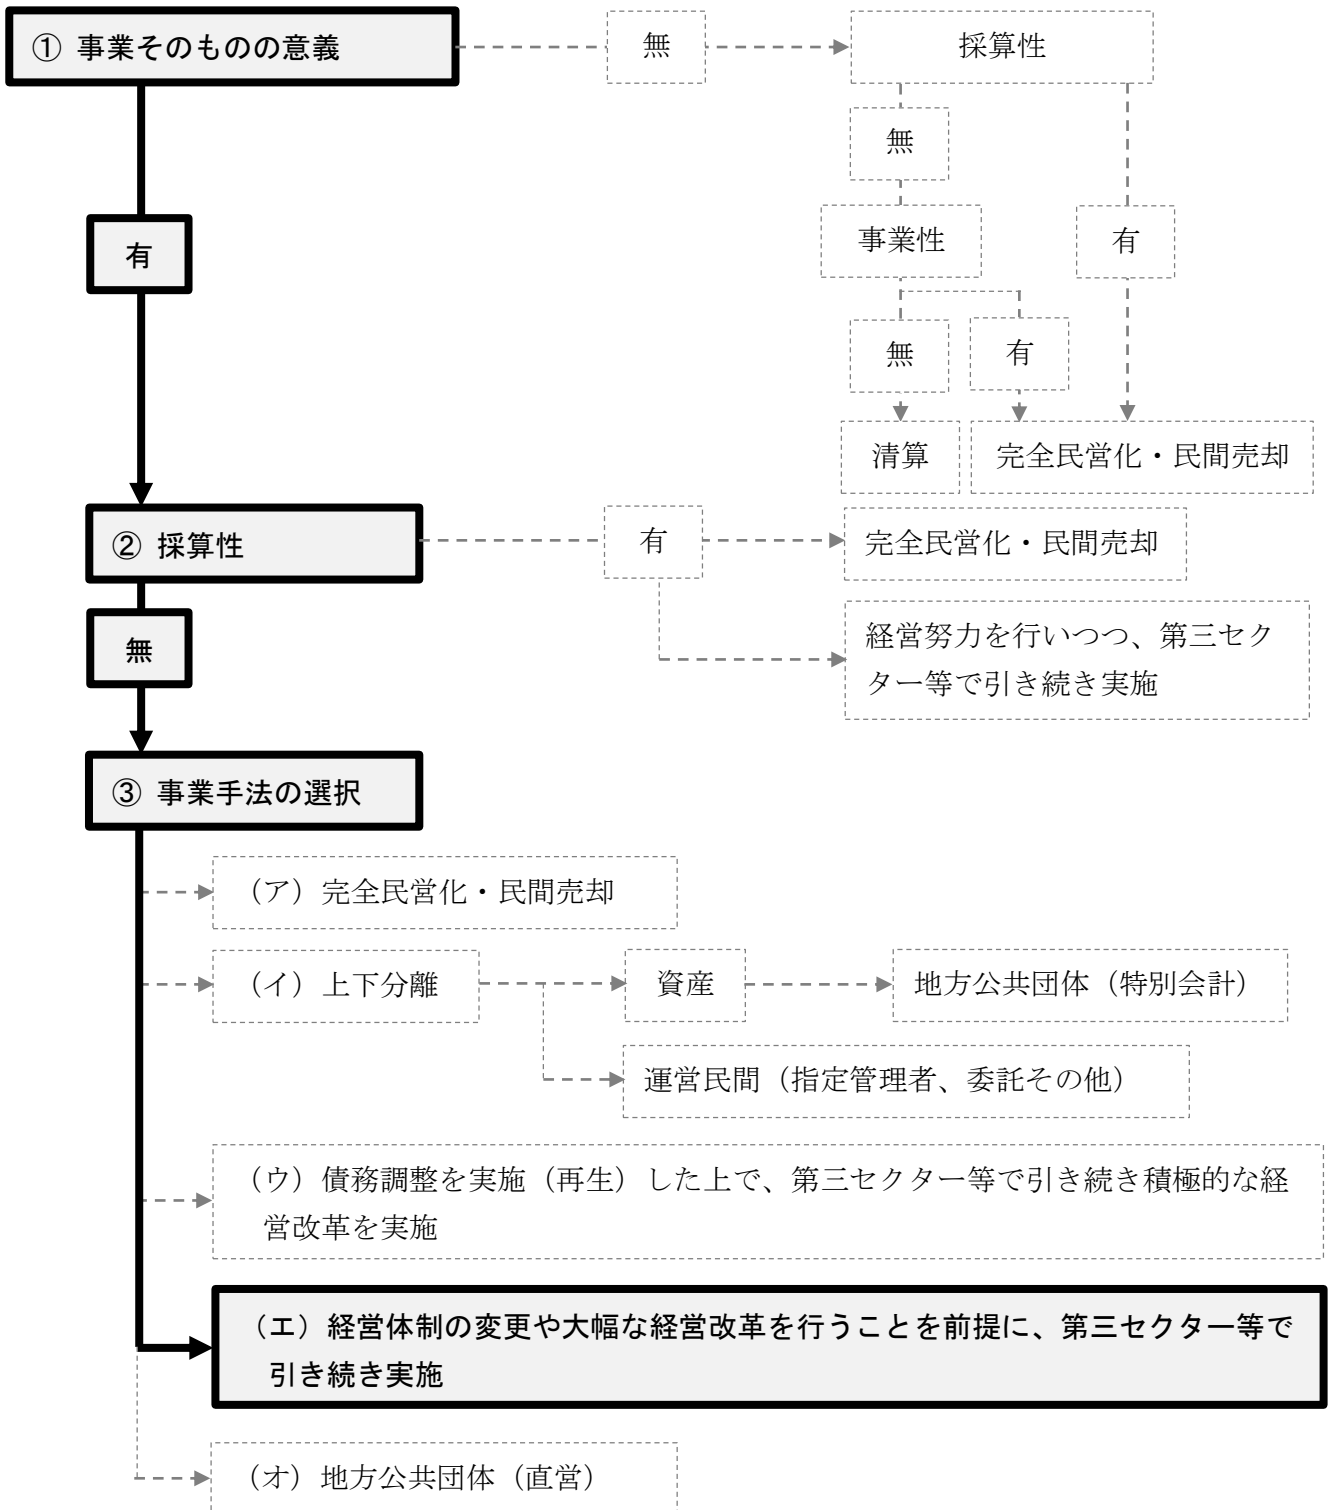 ① 事業そのものの意義
無
採算性
無
事業性
有
有
無
有
清算
完全民営化・民間売却
② 採算性
有
完全民営化・民間売却
無
経営努力を行いつつ、第三セク
ター等で引き続き実施
③ 事業手法の選択
（ア）完全民営化・民間売却
（イ）上下分離
資産
地方公共団体（特別会計）
運営民間（指定管理者、委託その他）
（ウ）債務調整を実施（再生）した上で、第三セクター等で引き続き積極的な経
営改革を実施
（エ）経営体制の変更や大幅な経営改革を行うことを前提に、第三セクター等で
引き続き実施
（オ）地方公共団体（直営）